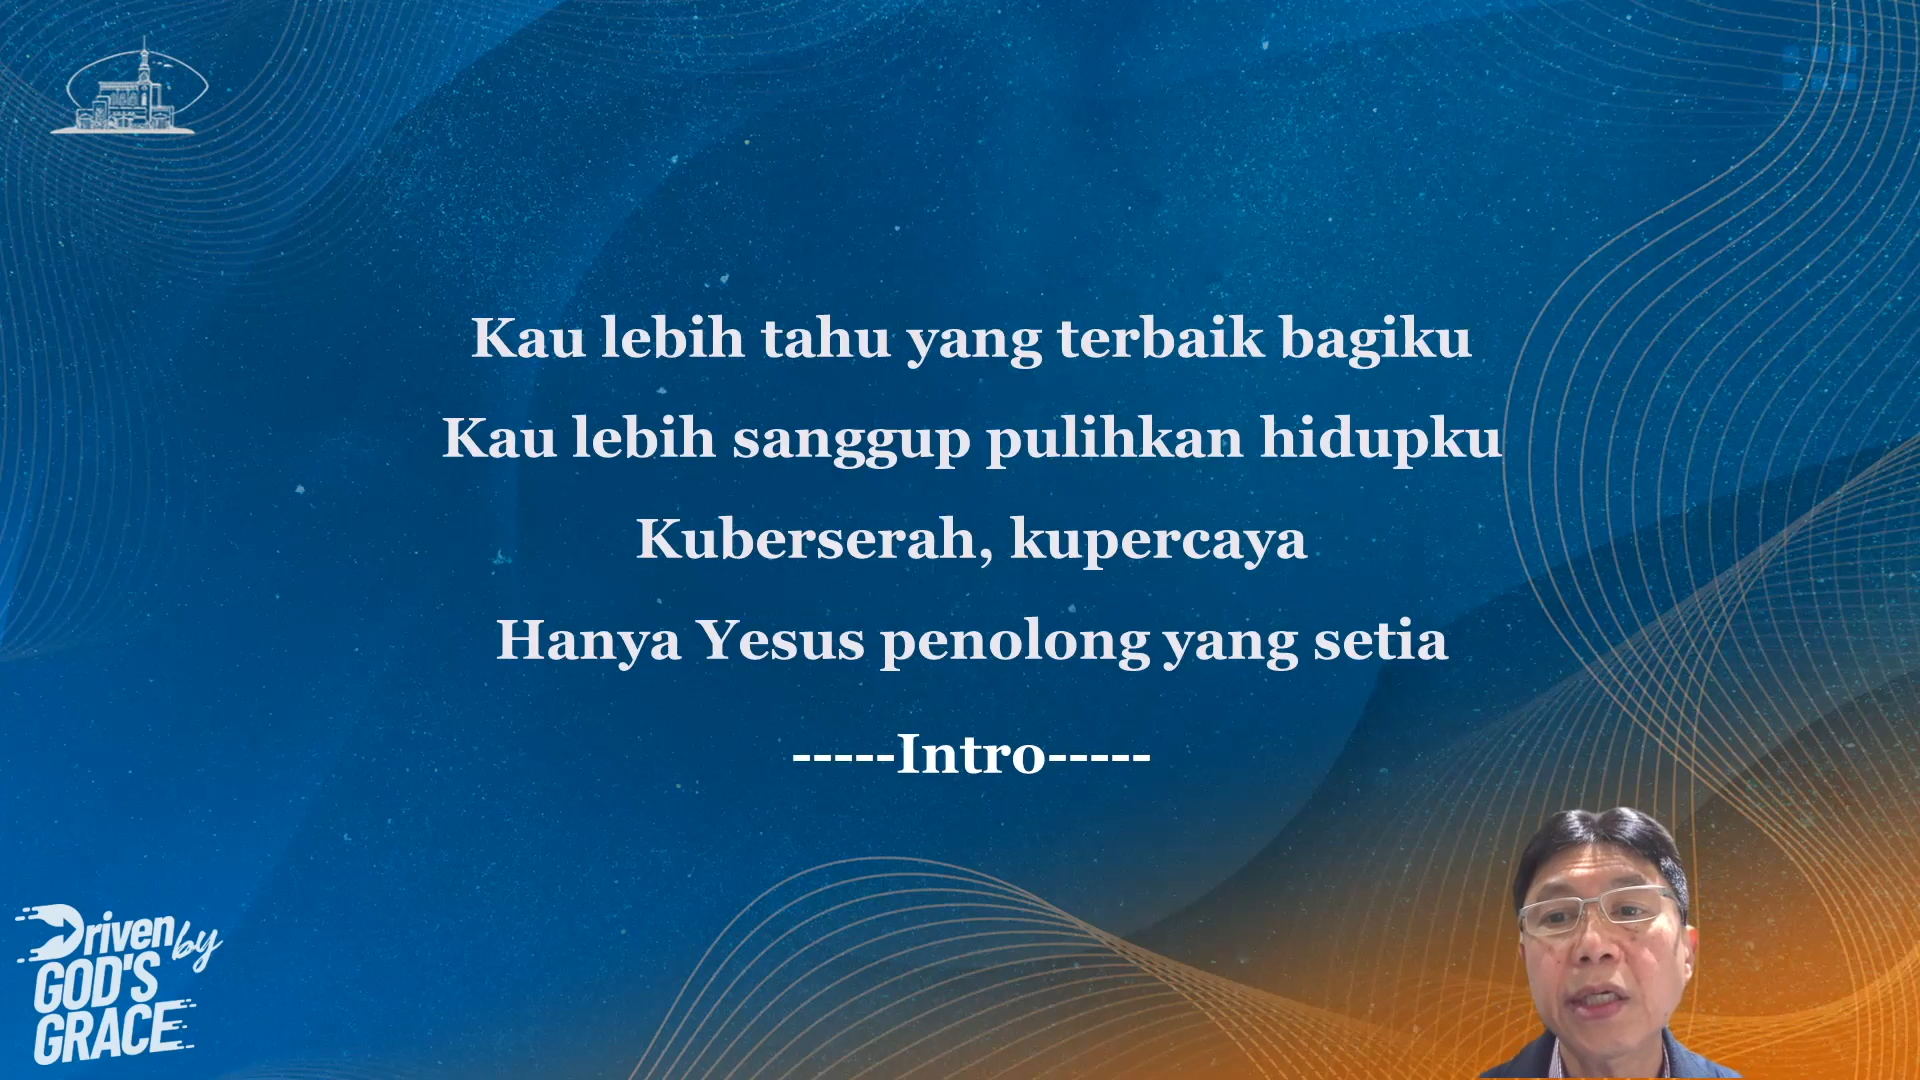 Kau lebih tahu yang terbaik bagiku
Kau lebih sanggup pulihkan hidupku
Kuberserah, kupercaya
Hanya Yesus penolong yang setia
-----Intro-----
Driven by
GOD'S
GRACE